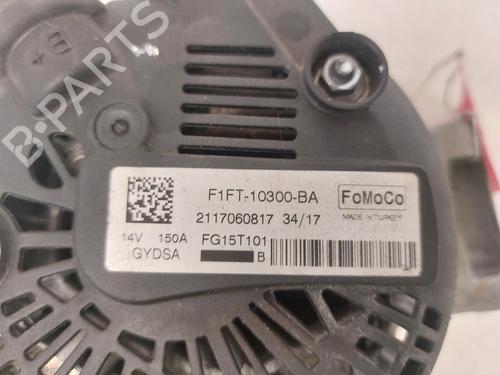 B-PARTS
F1FT-10300-BA
FoMoCo
2117060817 34/17
MADE IN TURKEY
14V 150A FG15T101
GYDSA
B